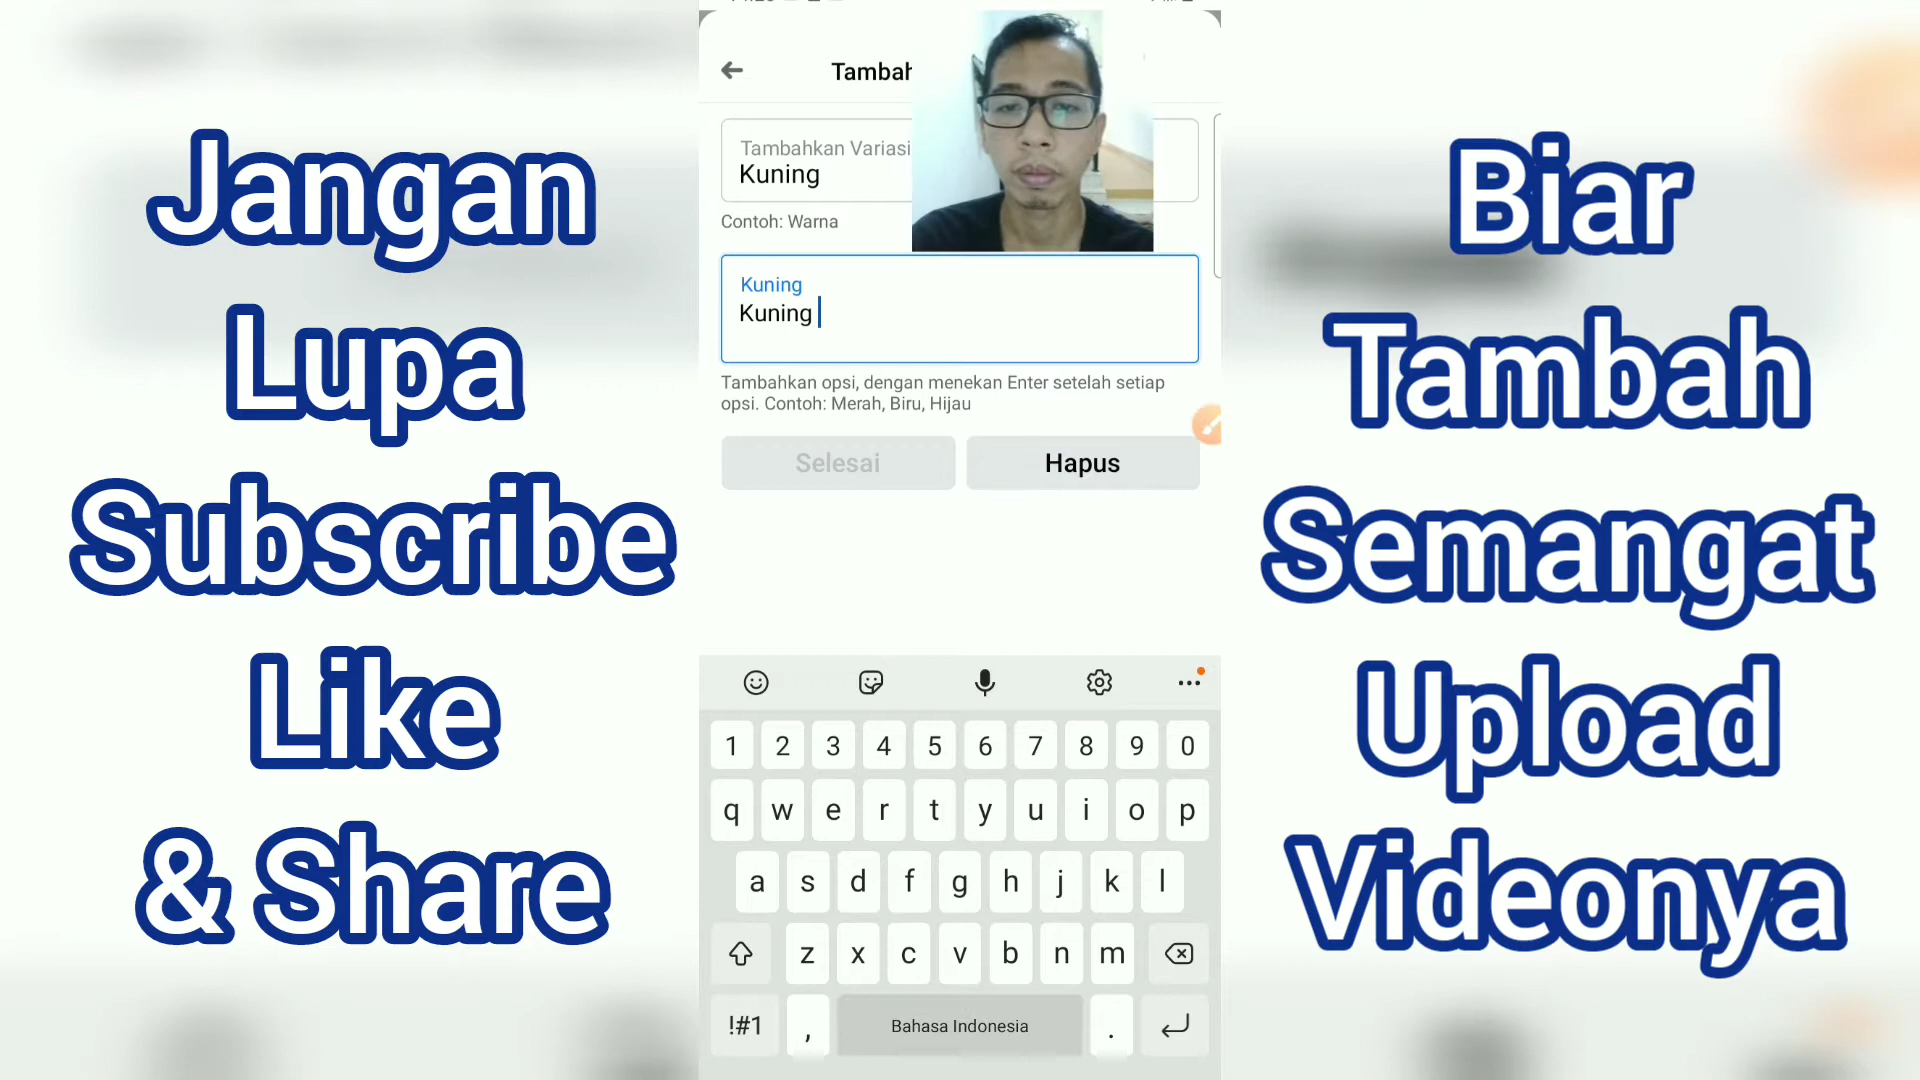 Jangan
Lupa
Subscribe
Like
& Share
Tambah
Tambahkan Variasi
Kuning
Contoh: Warna
Kuning
Kuning
Tambahkan opsi, dengan menekan Enter setelah setiap
opsi. Contoh: Merah, Biru, Hijau
Selesai Hapus
1 2 3 4 5 6 7 8 9 0
q w e r t y u i o p
a s d f g h j k l
z x c v b n m
!#1 , Bahasa Indonesia .
Biar
Tambah
Semangat
Upload
Videonya